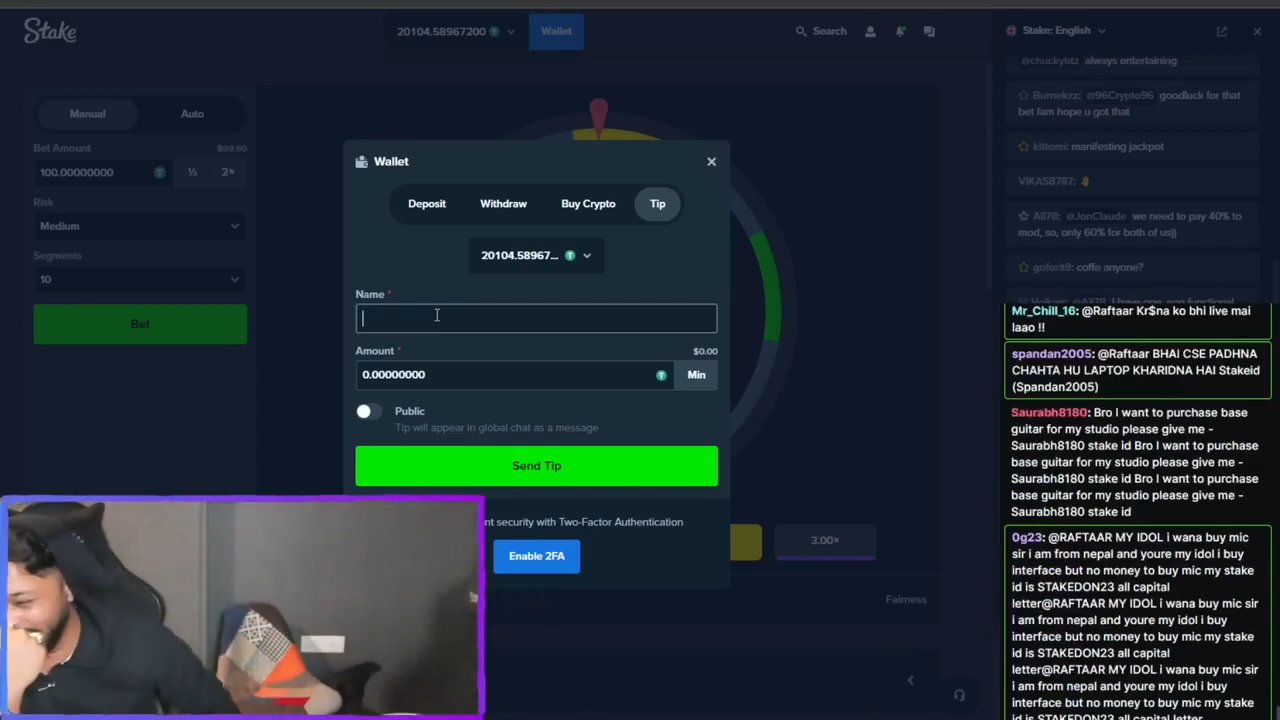 Stake
20104.58967200
Wallet
Search
Stake: English
@chuckybtz always entertaining
Manual
Auto
Burnekzz: @96Crypto96 goodluck for that
bet fam hope u got that
Bet Amount
$99.90
100.00000000
½
2×
kittomi: manifesting jackpot
Wallet
VIKAS8787:
Risk
Medium
Deposit
Withdraw
Buy Crypto
Tip
All78: @JonClaude we need to pay 40% to
mod, so, only 60% for both of us))
Segments
10
20104.58967...
goforit8: coffe anyone?
Name *
Bet
Mr_Chill_16: @Raftaar Kr$na ko bhi live mai
laao !!
Amount *
$0.00
0.00000000
Min
spandan2005: @Raftaar BHAI CSE PADHNA
CHAHTA HU LAPTOP KHARIDNA HAI Stakeid
(Spandan2005)
Public
Tip will appear in global chat as a message
Saurabh8180: Bro I want to purchase base
guitar for my studio please give me -
Saurabh8180 stake id Bro I want to purchase
base guitar for my studio please give me -
Saurabh8180 stake id Bro I want to purchase
base guitar for my studio please give me -
Saurabh8180 stake id
Send Tip
nt security with Two-Factor Authentication
Enable 2FA
3.00×
Fairness
0g23: @RAFTAAR MY IDOL i wana buy mic
sir i am from nepal and youre my idol i buy
interface but no money to buy mic my stake
id is STAKEDON23 all capital
letter@RAFTAAR MY IDOL i wana buy mic sir
i am from nepal and youre my idol i buy
interface but no money to buy mic my stake
id is STAKEDON23 all capital
letter@RAFTAAR MY IDOL i wana buy mic sir
i am from nepal and youre my idol i buy
interface but no money to buy mic my stake
id is STAKEDON23 all capital letter